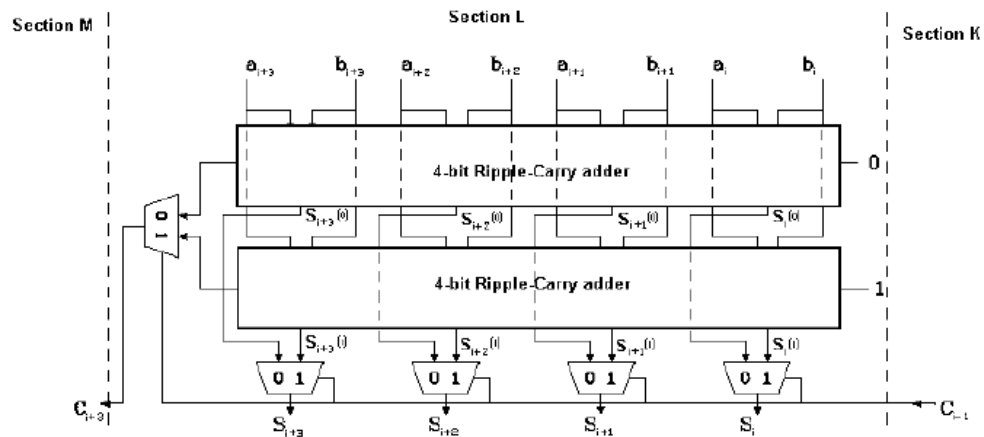 Section M
Section L
Section K
a_{i+3} b_{i+3} a_{i+2} b_{i+2} a_{i+1} b_{i+1} a_i b_i
4-bit Ripple-Carry adder
0
0 1
S_{i+3}^{(0)} S_{i+2}^{(0)} S_{i+1}^{(0)} S_i^{(0)}
4-bit Ripple-Carry adder
1
S_{i+3}^{(1)} S_{i+2}^{(1)} S_{i+1}^{(1)} S_i^{(1)}
0 1 0 1 0 1 0 1
C_{i+3} C_{i-1}
S_{i+3} S_{i+2} S_{i+1} S_i